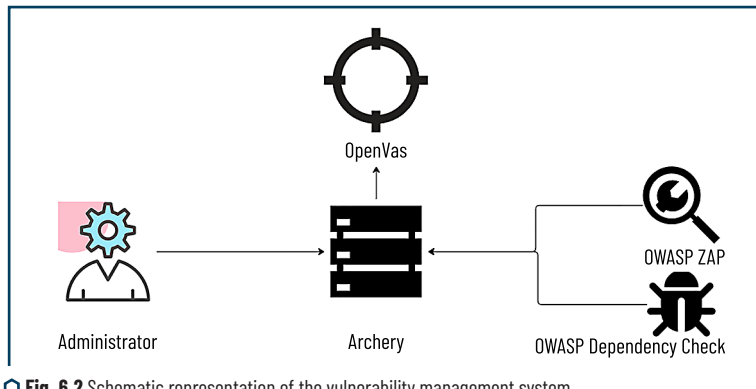 OpenVas
OWASP ZAP
Administrator
Archery
OWASP Dependency Check
Fig. 6.2 Schematic representation of the vulnerability management system